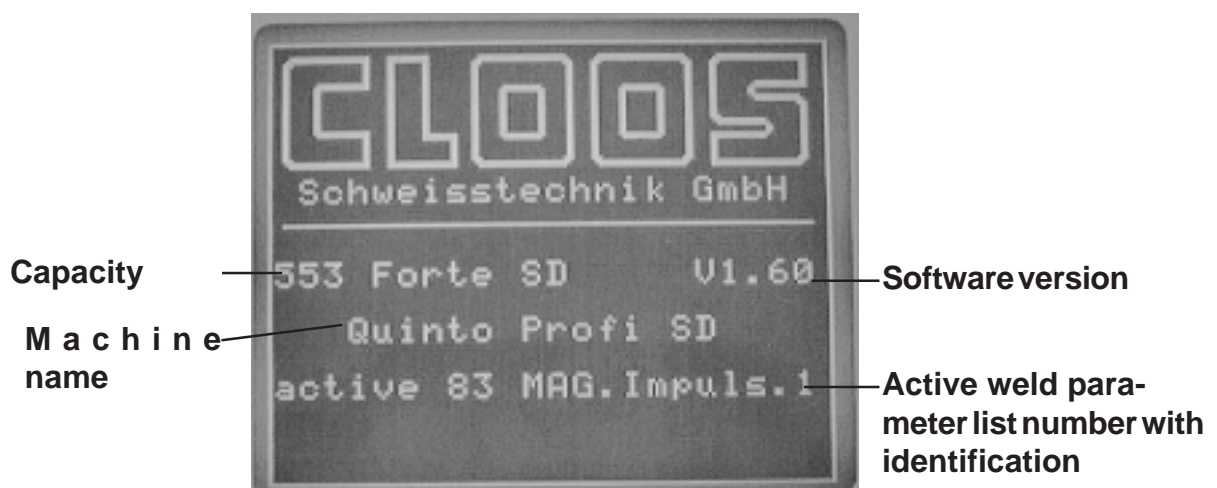 CLOOS
Schweisstechnik GmbH
Capacity
553 Forte SD V1.60
Software version
Machine name
Quinto Profi SD
active 83 MAG.Impuls.1
Active weld para-
meter list number with
identification